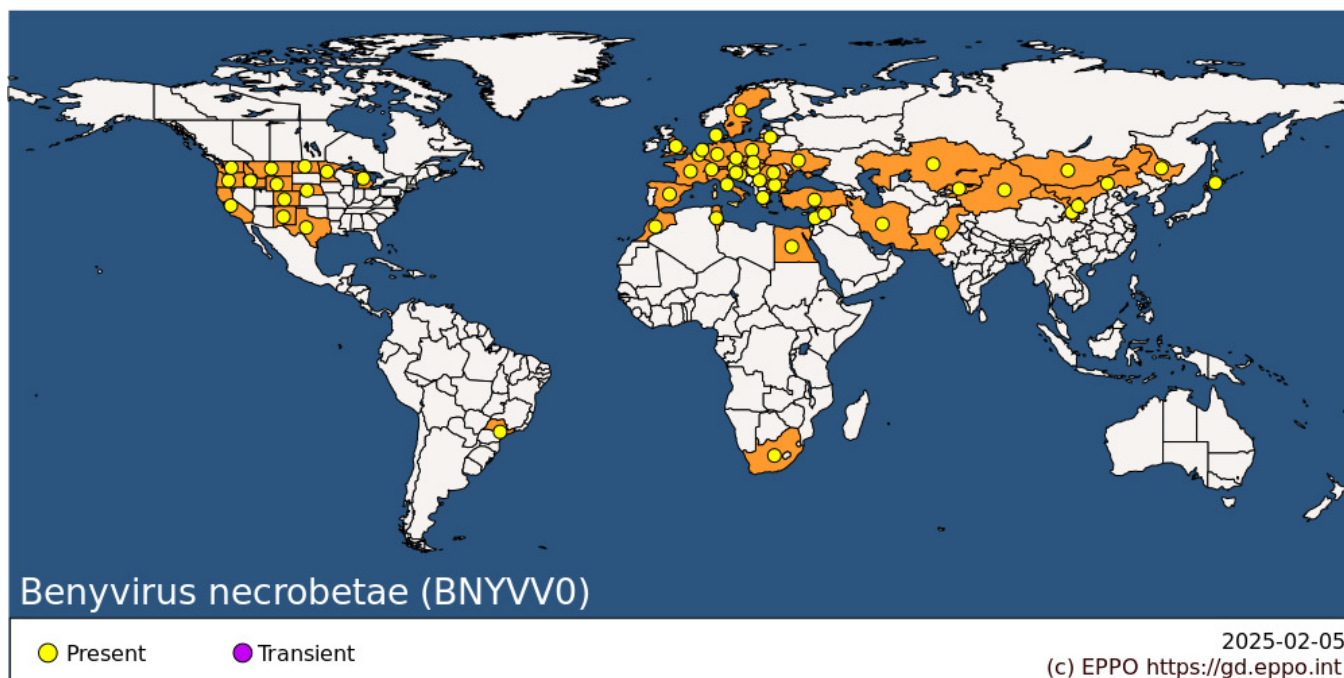 Benyvirus necrobetae (BNYVV0)
Present
Transient
2025-02-05
(c) EPPO https://gd.eppo.int